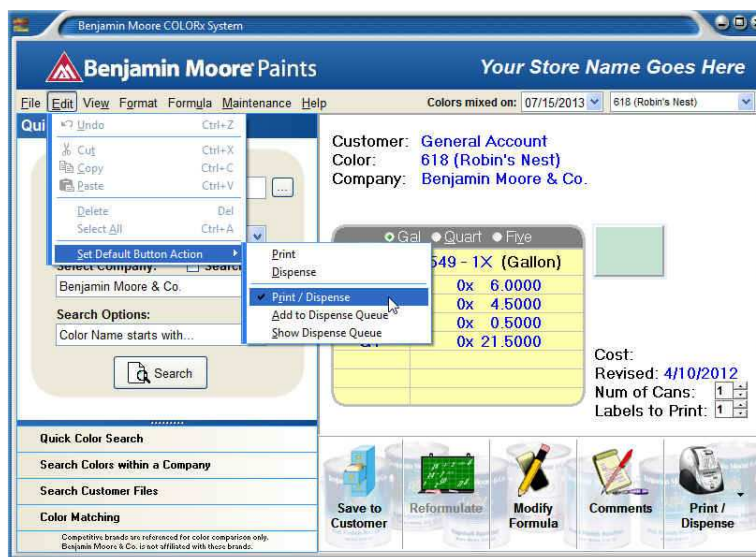 Benjamin Moore COLORx System
Benjamin Moore Paints
Your Store Name Goes Here
File Edit View Format Formula Maintenance Help
Colors mixed on: 07/15/2013 618 (Robin's Nest)
Qui
Undo Ctrl+Z
Cut Ctrl+X
Copy Ctrl+C
Paste Ctrl+V
Delete Del
Select All Ctrl+A
Set Default Button Action
Print
Dispense
Print / Dispense
Add to Dispense Queue
Show Dispense Queue
...
Select Company: Search
Benjamin Moore & Co.
Search Options:
Color Name starts with...
Search
Quick Color Search
Search Colors within a Company
Search Customer Files
Color Matching
Competitive brands are referenced for color comparison only.
Benjamin Moore & Co. is not affiliated with these brands.
Customer: General Account
Color: 618 (Robin's Nest)
Company: Benjamin Moore & Co.
Gal Quart Five
549 - 1X (Gallon)
0x 6.0000
0x 4.5000
0x 0.5000
0x 21.5000
Cost:
Revised: 4/10/2012
Num of Cans: 1
Labels to Print: 1
Save to Customer
Reformulate
Modify Formula
Comments
Print / Dispense